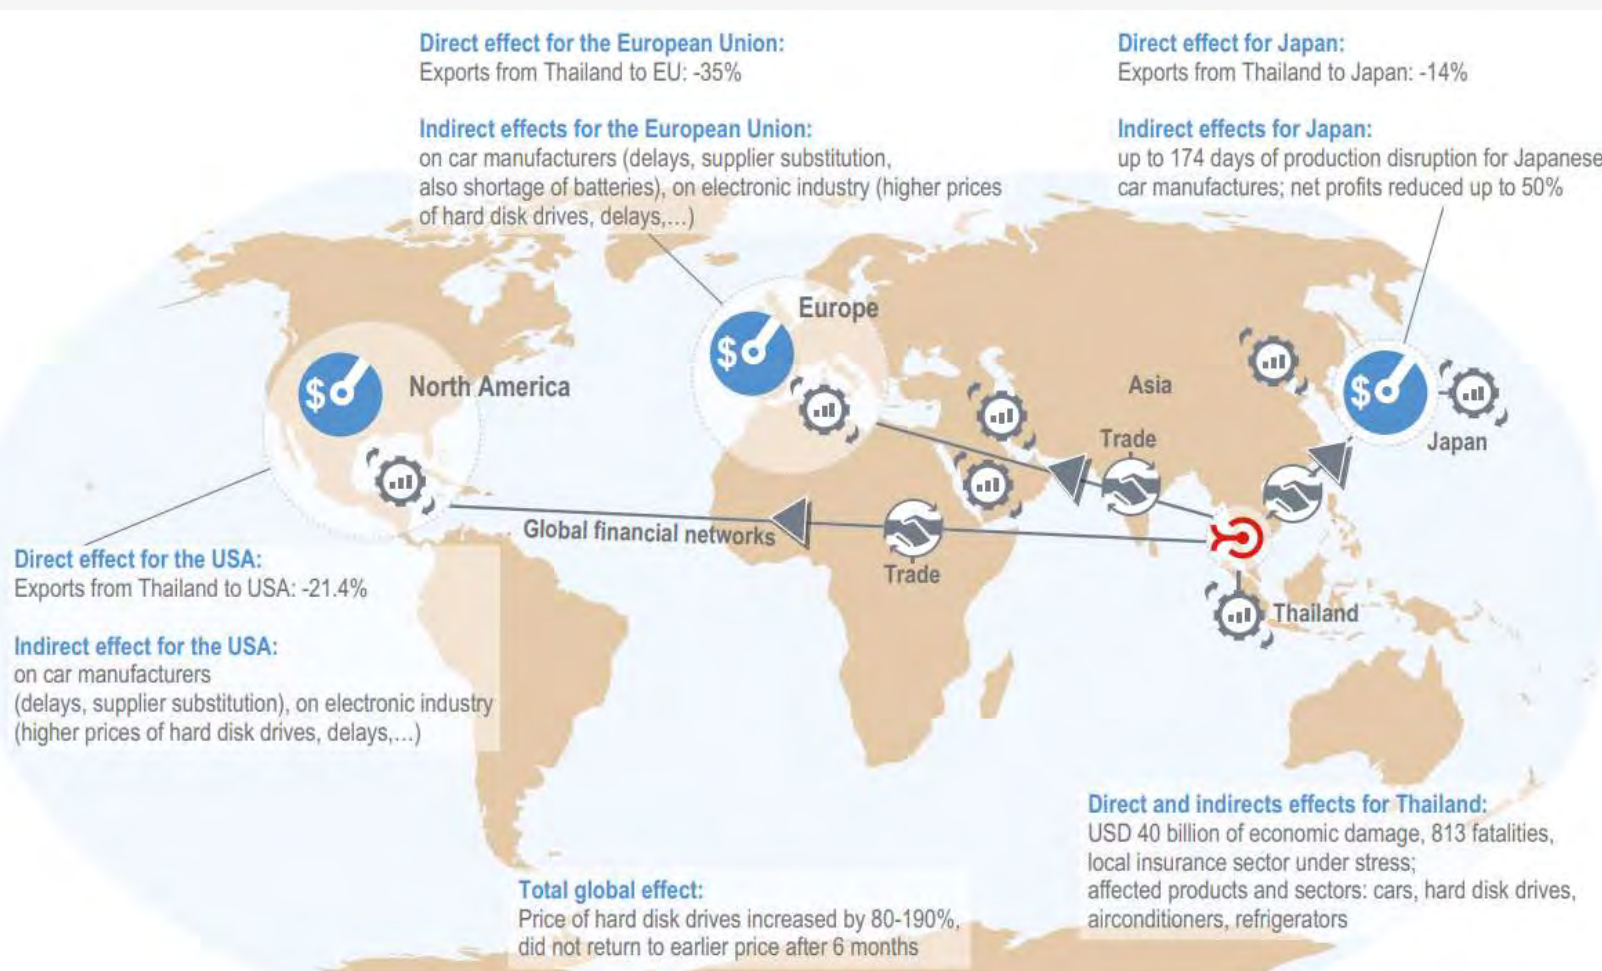 Direct effect for the European Union:
Exports from Thailand to EU: -35%
Indirect effects for the European Union:
on car manufacturers (delays, supplier substitution,
also shortage of batteries), on electronic industry (higher prices
of hard disk drives, delays,...)
Direct effect for Japan:
Exports from Thailand to Japan: -14%
Indirect effects for Japan:
up to 174 days of production disruption for Japanese
car manufactures; net profits reduced up to 50%
Europe
$
North America
$
Asia
$
Trade
Japan
Global financial networks
Trade
Thailand
Direct effect for the USA:
Exports from Thailand to USA: -21.4%
Indirect effect for the USA:
on car manufacturers
(delays, supplier substitution), on electronic industry
(higher prices of hard disk drives, delays,...)
Direct and indirects effects for Thailand:
USD 40 billion of economic damage, 813 fatalities,
local insurance sector under stress;
affected products and sectors: cars, hard disk drives,
airconditioners, refrigerators
Total global effect:
Price of hard disk drives increased by 80-190%,
did not return to earlier price after 6 months